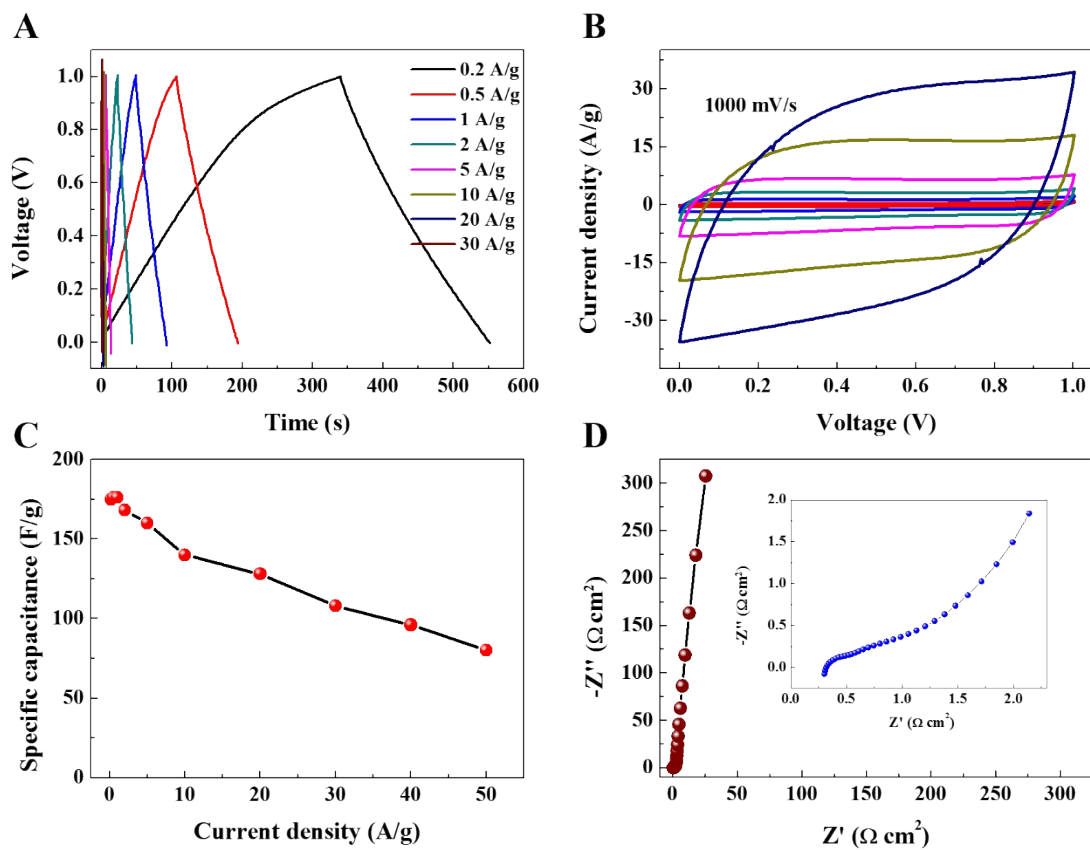 A
Voltage (V)
1.0
0.8
0.6
0.4
0.2
0.0
0.2 A/g
0.5 A/g
1 A/g
2 A/g
5 A/g
10 A/g
20 A/g
30 A/g
0 100 200 300 400 500 600
Time (s)
B
Current density (A/g)
30
15
0
-15
-30
1000 mV/s
0.0 0.2 0.4 0.6 0.8 1.0
Voltage (V)
C
Specific capacitance (F/g)
200
150
100
50
0
0 10 20 30 40 50
Current density (A/g)
D
-Z'' (Ω cm²)
300
250
200
150
100
50
0
0 50 100 150 200 250 300
Z' (Ω cm²)
-Z'' (Ω cm²)
2.0
1.5
1.0
0.5
0.0
0.0 0.5 1.0 1.5 2.0
Z' (Ω cm²)